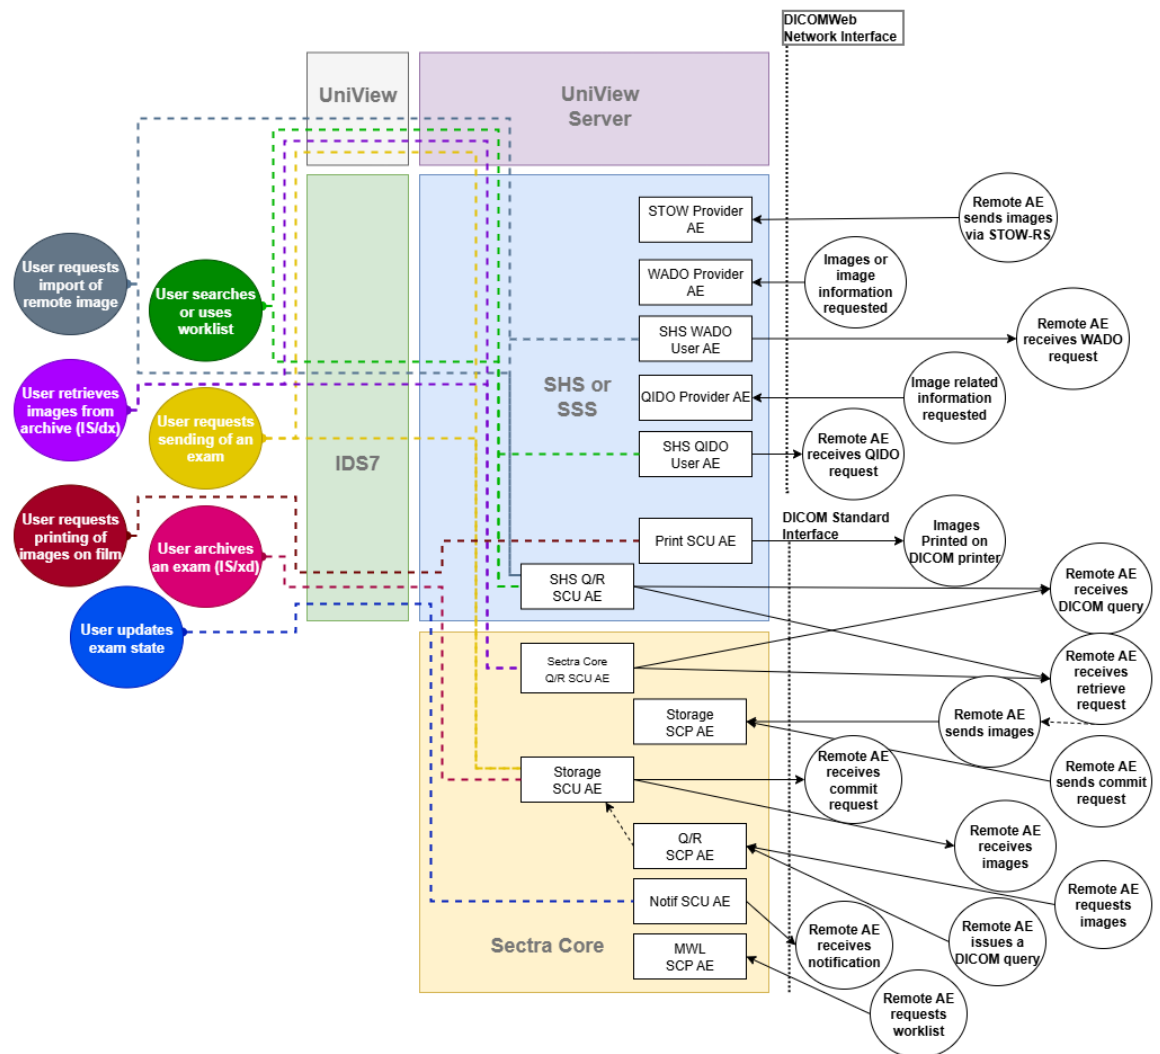 DICOMWeb
Network Interface
UniView
UniView
Server
STOW Provider
AE
Remote AE
sends images
via STOW-RS
User requests
import of
remote image
User searches
or uses
worklist
WADO Provider
AE
Images or
image
information
requested
SHS WADO
User AE
Remote AE
receives WADO
request
SHS or
SSS
User retrieves
images from
archive (IS/dx)
User requests
sending of an
exam
QIDO Provider AE
Image related
information
requested
IDS7
SHS QIDO
User AE
Remote AE
receives QIDO
request
User requests
printing of
images on film
User archives
an exam (IS/xd)
Print SCU AE
DICOM Standard
Interface
Images
Printed on
DICOM printer
SHS Q/R
SCU AE
Remote AE
receives
DICOM query
User updates
exam state
Sectra Core
Q/R SCU AE
Remote AE
receives
retrieve
request
Storage
SCP AE
Remote AE
sends images
Storage
SCU AE
Remote AE
receives
commit
request
Remote AE
sends commit
request
Q/R
SCP AE
Remote AE
receives
images
Notif SCU AE
Remote AE
requests
images
Sectra Core
MWL
SCP AE
Remote AE
receives
notification
Remote AE
issues a
DICOM query
Remote AE
requests
worklist